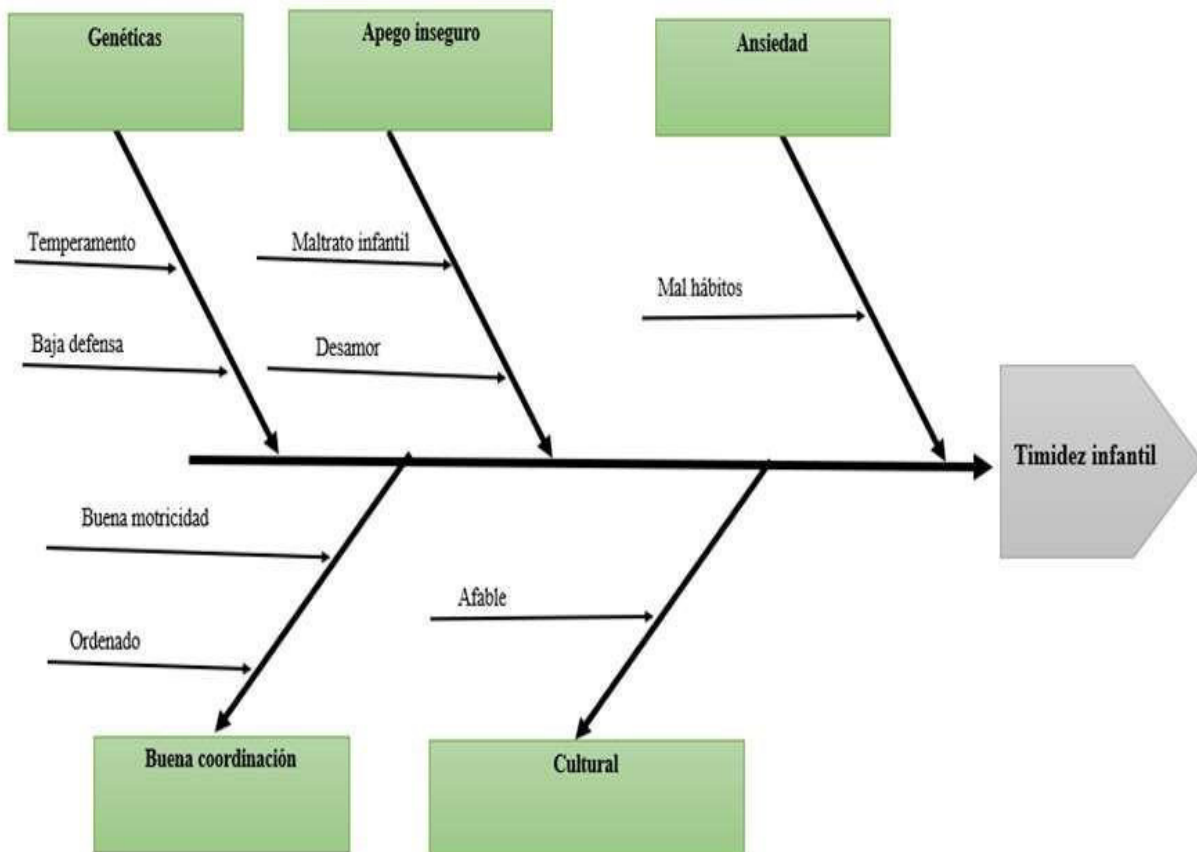 Genéticas
Apego inseguro
Ansiedad
Temperamento
Maltrato infantil
Mal hábitos
Baja defensa
Desamor
Timidez infantil
Buena motricidad
Afable
Ordenado
Buena coordinación
Cultural